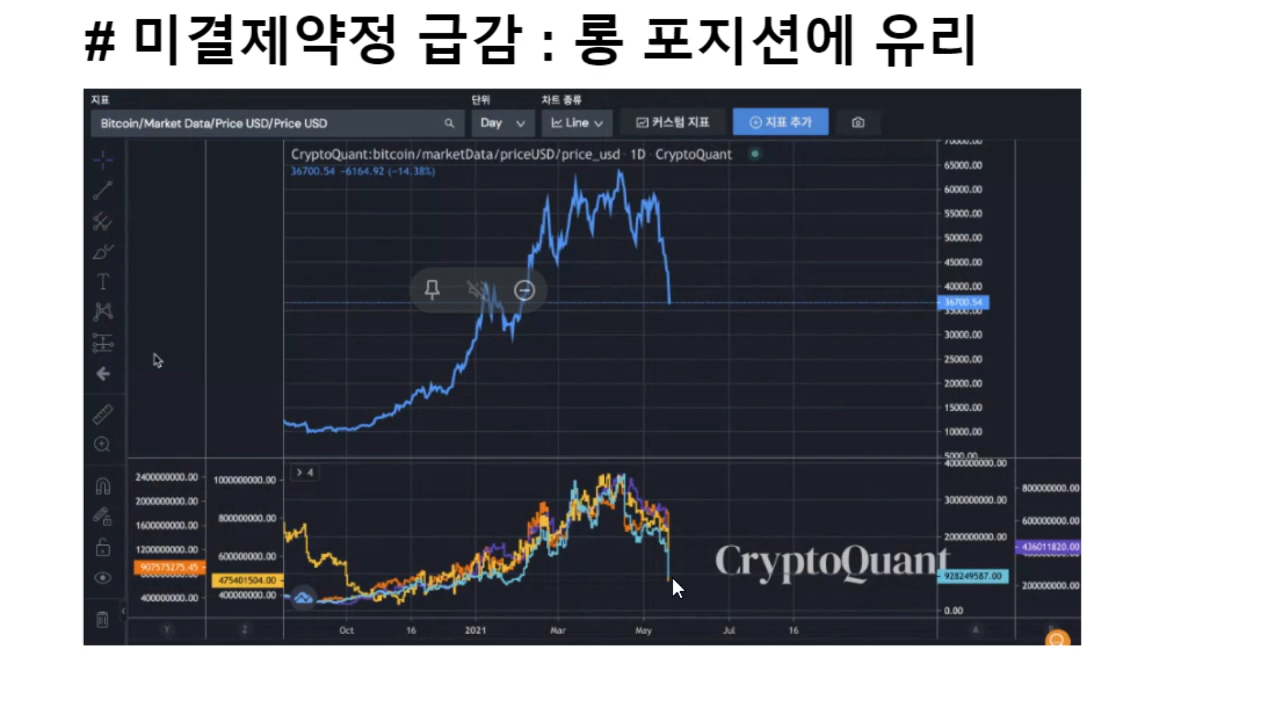 # 미결제약정 급감 : 롱 포지션에 유리
지표
단위
차트 종류
Bitcoin/Market Data/Price USD/Price USD
Day
Line
커스텀 지표
지표 추가
CryptoQuant:bitcoin/marketData/priceUSD/price_usd · 1D · CryptoQuant
36700.54 -6164.92 (-14.38%)
70000.00
65000.00
60000.00
55000.00
50000.00
45000.00
40000.00
36700.54
35000.00
30000.00
25000.00
20000.00
15000.00
10000.00
5000.00
T
> 4
2400000000.00
2000000000.00
1600000000.00
1200000000.00
907575275.45
400000000.00
1000000000.00
800000000.00
600000000.00
475401504.00
400000000.00
4000000000.00
3000000000.00
2000000000.00
928249587.00
0.00
800000000.00
600000000.00
436011820.00
200000000.00
CryptoQuant
Y
Z
Oct
16
2021
Mar
May
Jul
16
A